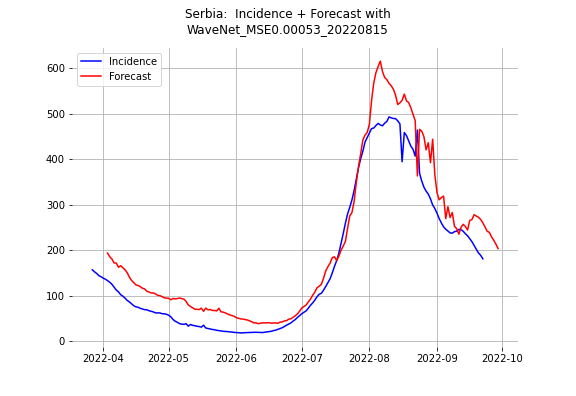 Serbia:  Incidence + Forecast with
WaveNet_MSE0.00053_20220815
Incidence
Forecast
600
500
400
300
200
100
0
2022-04 2022-05 2022-06 2022-07 2022-08 2022-09 2022-10